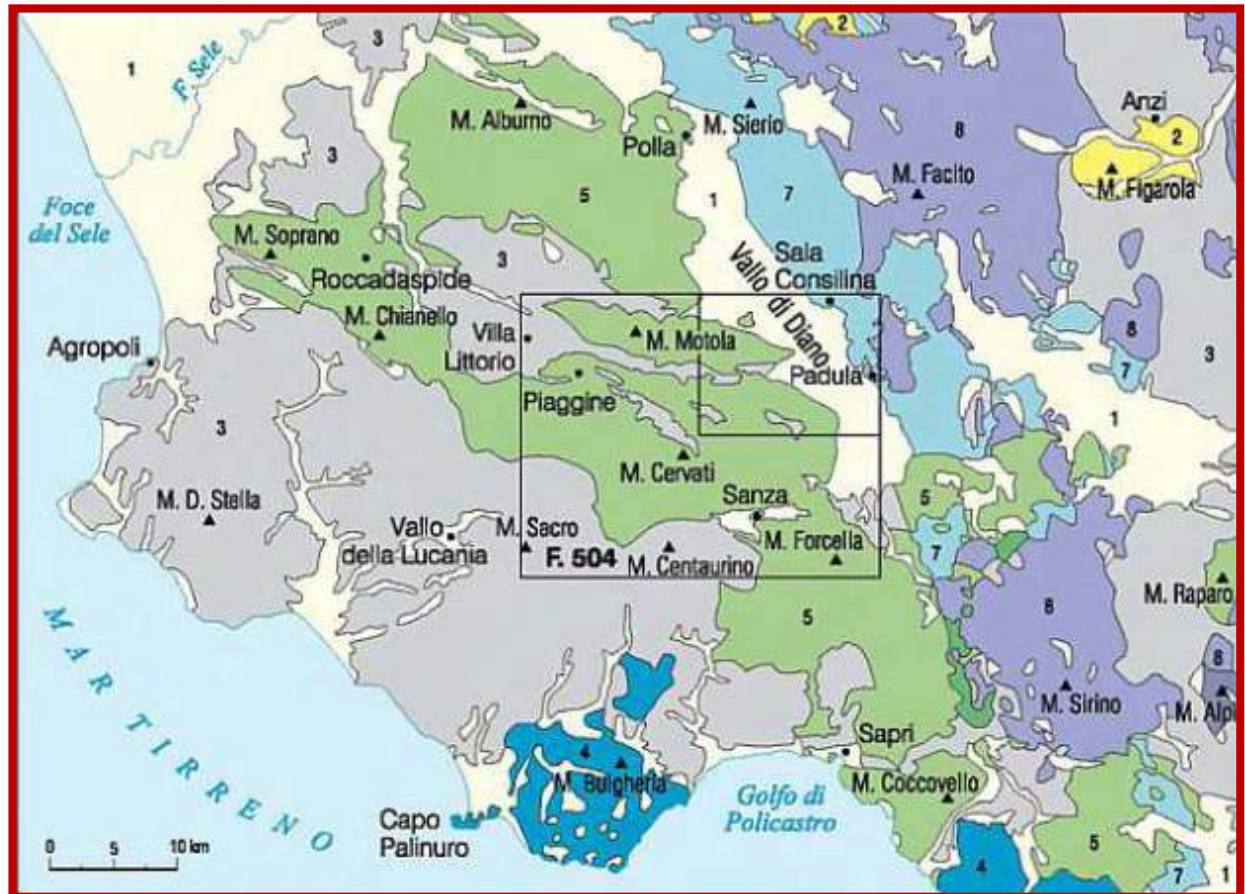 3
2
1
F. Sele
Anzi
M. Alburno
M. Sierio
8
2
Polla
3
M. Facito
M. Figarola
5
1
7
Foce
del Sele
M. Soprano
3
Sala
Consilina
Roccadaspide
Vallo di Diano
M. Chianello
Villa
Littorio
M. Motola
8
3
Agropoli
Padula
7
Piaggine
1
3
M. Cervati
M. D. Stella
Sanza
5
Vallo
della Lucania
M. Sacro
M. Forcella
7
F. 504
M. Centaurino
M. Raparo
MAR TIRRENO
5
8
8
M. Sirino
M. Alpi
Sapri
4
M. Bulgheria
M. Coccovello
Golfo di
Policastro
Capo
Palinuro
5
4
7
1
0 5 10 km